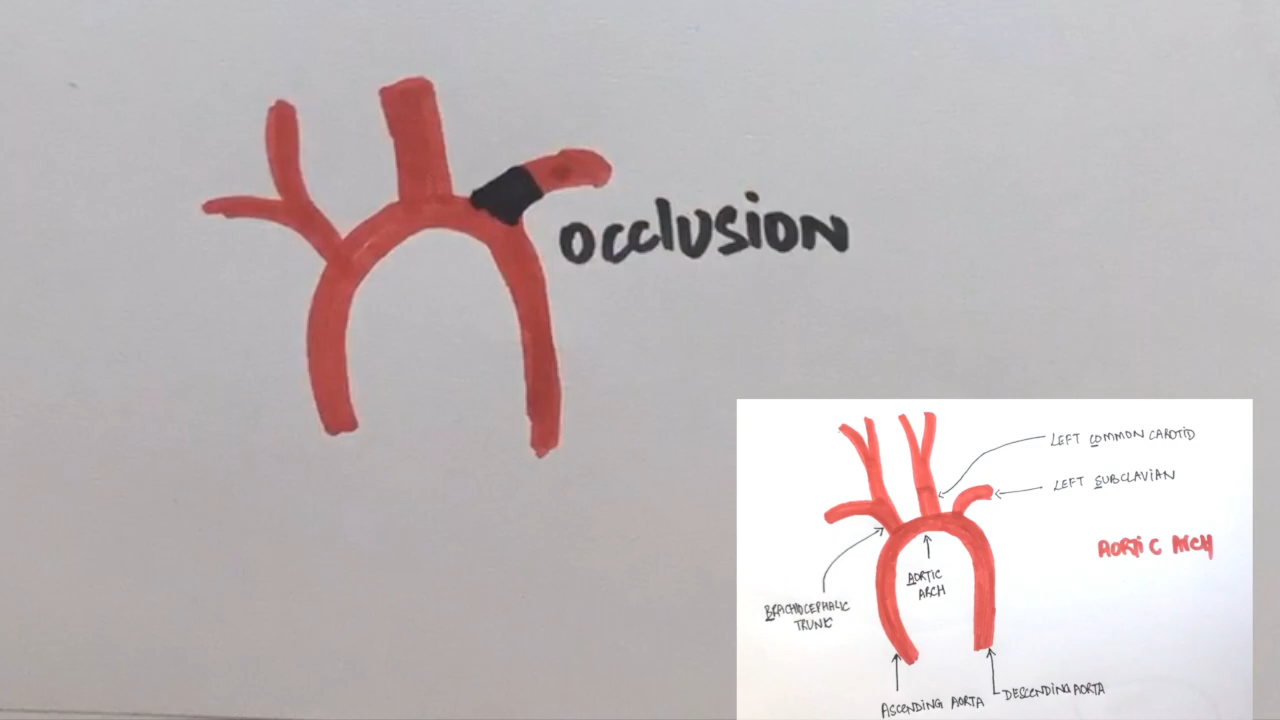 occlusion
LEFT COMMON CAROTID
LEFT SUBCLAVIAN
AORTIC ARCH
AORTIC
ARCH
BRACHIOCEPHALIC
TRUNK
ASCENDING AORTA
DESCENDING AORTA